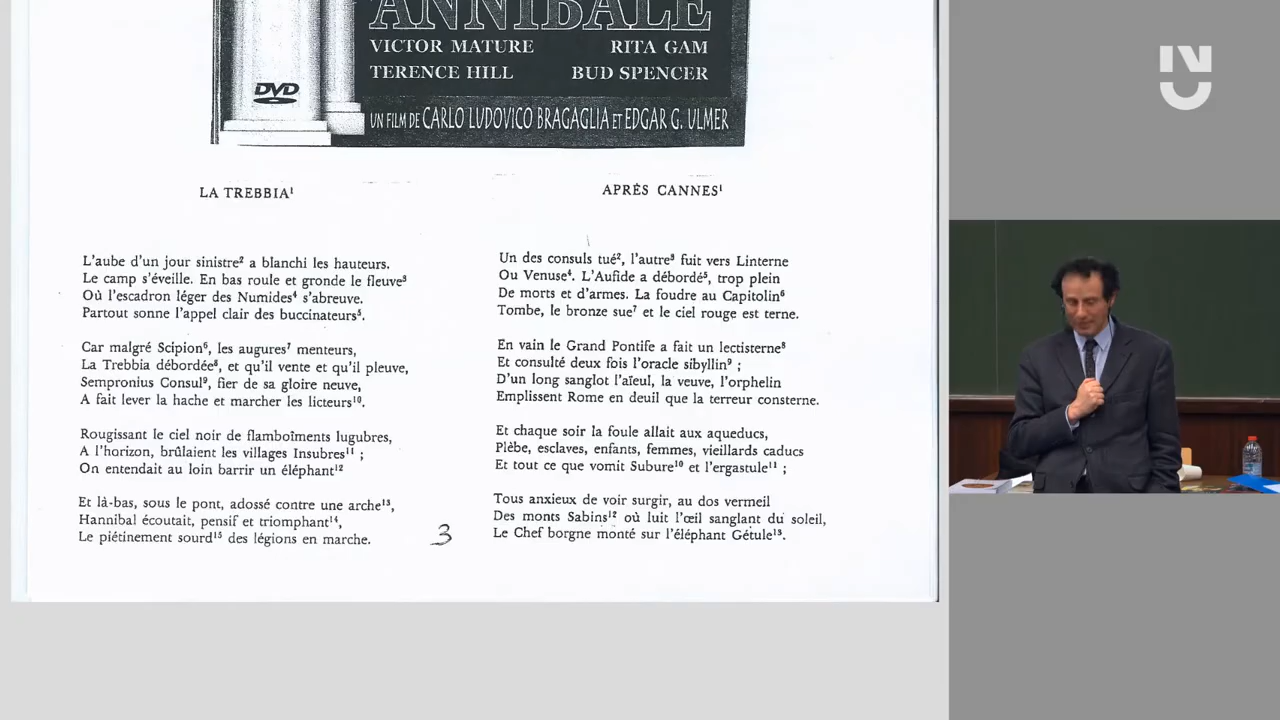 ANNIBALE
VICTOR MATURE RITA GAM
TERENCE HILL BUD SPENCER
DVD
UN FILM DE CARLO LUDOVICO BRAGAGLIA ET EDGAR G. ULMER
LA TREBBIA¹
L'aube d'un jour sinistre² a blanchi les hauteurs.
Le camp s'éveille. En bas roule et gronde le fleuve³
Où l'escadron léger des Numides⁴ s'abreuve.
Partout sonne l'appel clair des buccinateurs⁵.
Car malgré Scipion⁶, les augures⁷ menteurs,
La Trebbia débordée⁸, et qu'il vente et qu'il pleuve,
Sempronius Consul⁹, fier de sa gloire neuve,
A fait lever la hache et marcher les licteurs¹⁰.
Rougissant le ciel noir de flamboîments lugubres,
A l'horizon, brûlaient les villages Insubres¹¹ ;
On entendait au loin barrir un éléphant¹²
Et là-bas, sous le pont, adossé contre une arche¹³,
Hannibal écoutait, pensif et triomphant¹⁴,
Le piétinement sourd¹⁵ des légions en marche.
3
APRÈS CANNES¹
Un des consuls tué², l'autre³ fuit vers Linterne
Ou Venuse⁴. L'Aufide a débordé⁵, trop plein
De morts et d'armes. La foudre au Capitolin⁶
Tombe, le bronze sue⁷ et le ciel rouge est terne.
En vain le Grand Pontife a fait un lectisterne⁸
Et consulté deux fois l'oracle sibyllin⁹ ;
D'un long sanglot l'aïeul, la veuve, l'orphelin
Emplissent Rome en deuil que la terreur consterne.
Et chaque soir la foule allait aux aqueducs,
Plèbe, esclaves, enfants, femmes, vieillards caducs
Et tout ce que vomit Subure¹⁰ et l'ergastule¹¹ ;
Tous anxieux de voir surgir, au dos vermeil
Des monts Sabins¹² où luit l'œil sanglant du soleil,
Le Chef borgne monté sur l'éléphant Gétule¹³.